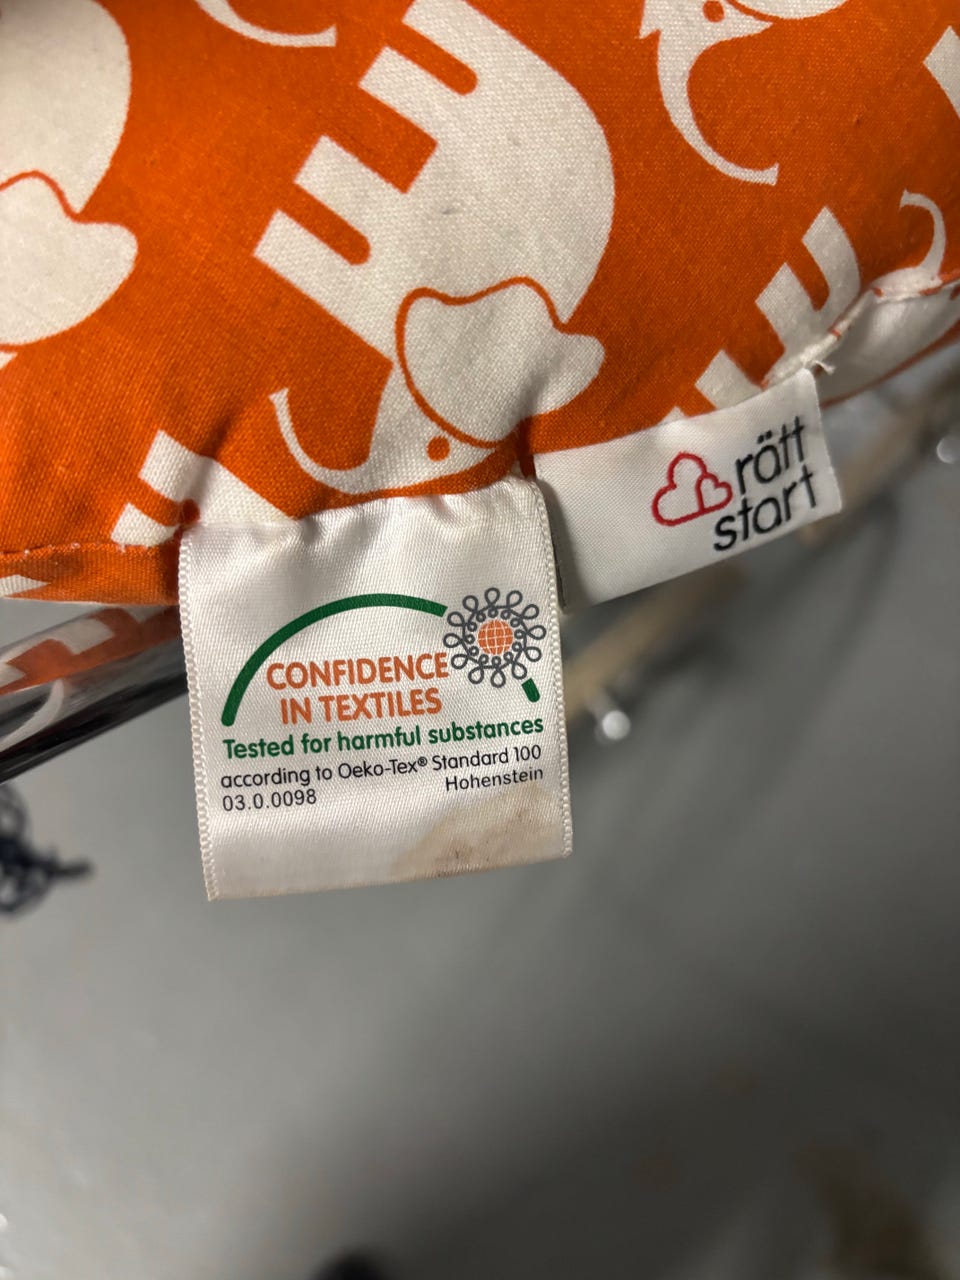 rätt
start
CONFIDENCE
IN TEXTILES
Tested for harmful substances
according to Oeko-Tex® Standard 100
03.0.0098 Hohenstein